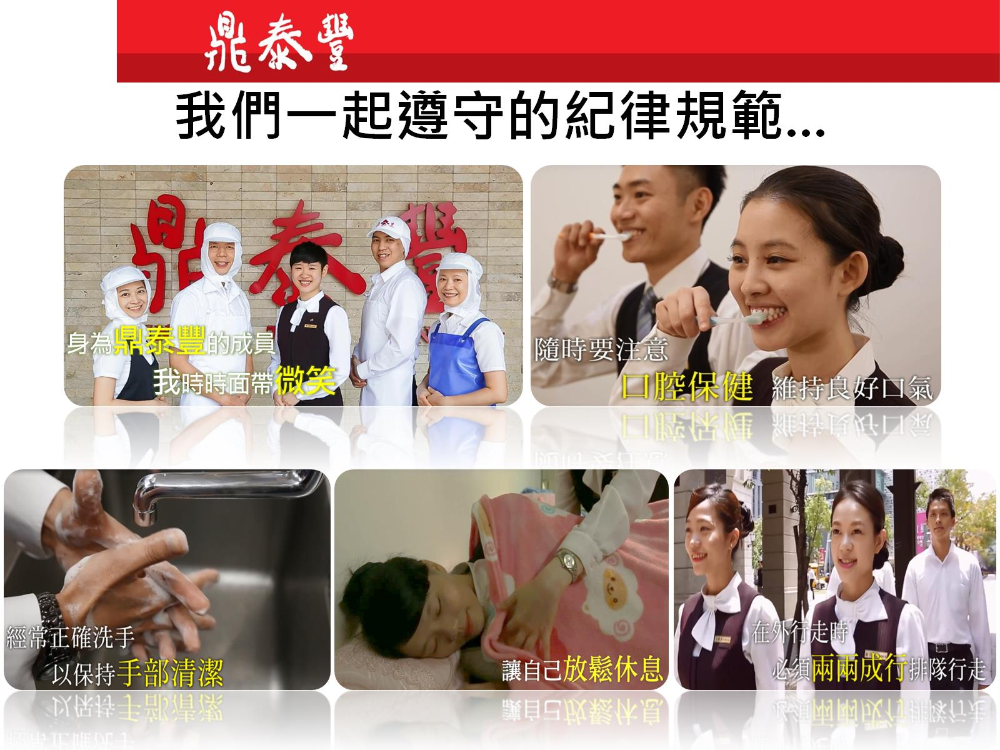 鼎泰豐
我們一起遵守的紀律規範...
鼎泰豐
身為鼎泰豐的成員
我時時面帶微笑
隨時要注意
口腔保健 維持良好口氣
經常正確洗手
以保持手部清潔
讓自己放鬆休息
在外行走時
必須兩兩成行排隊行走